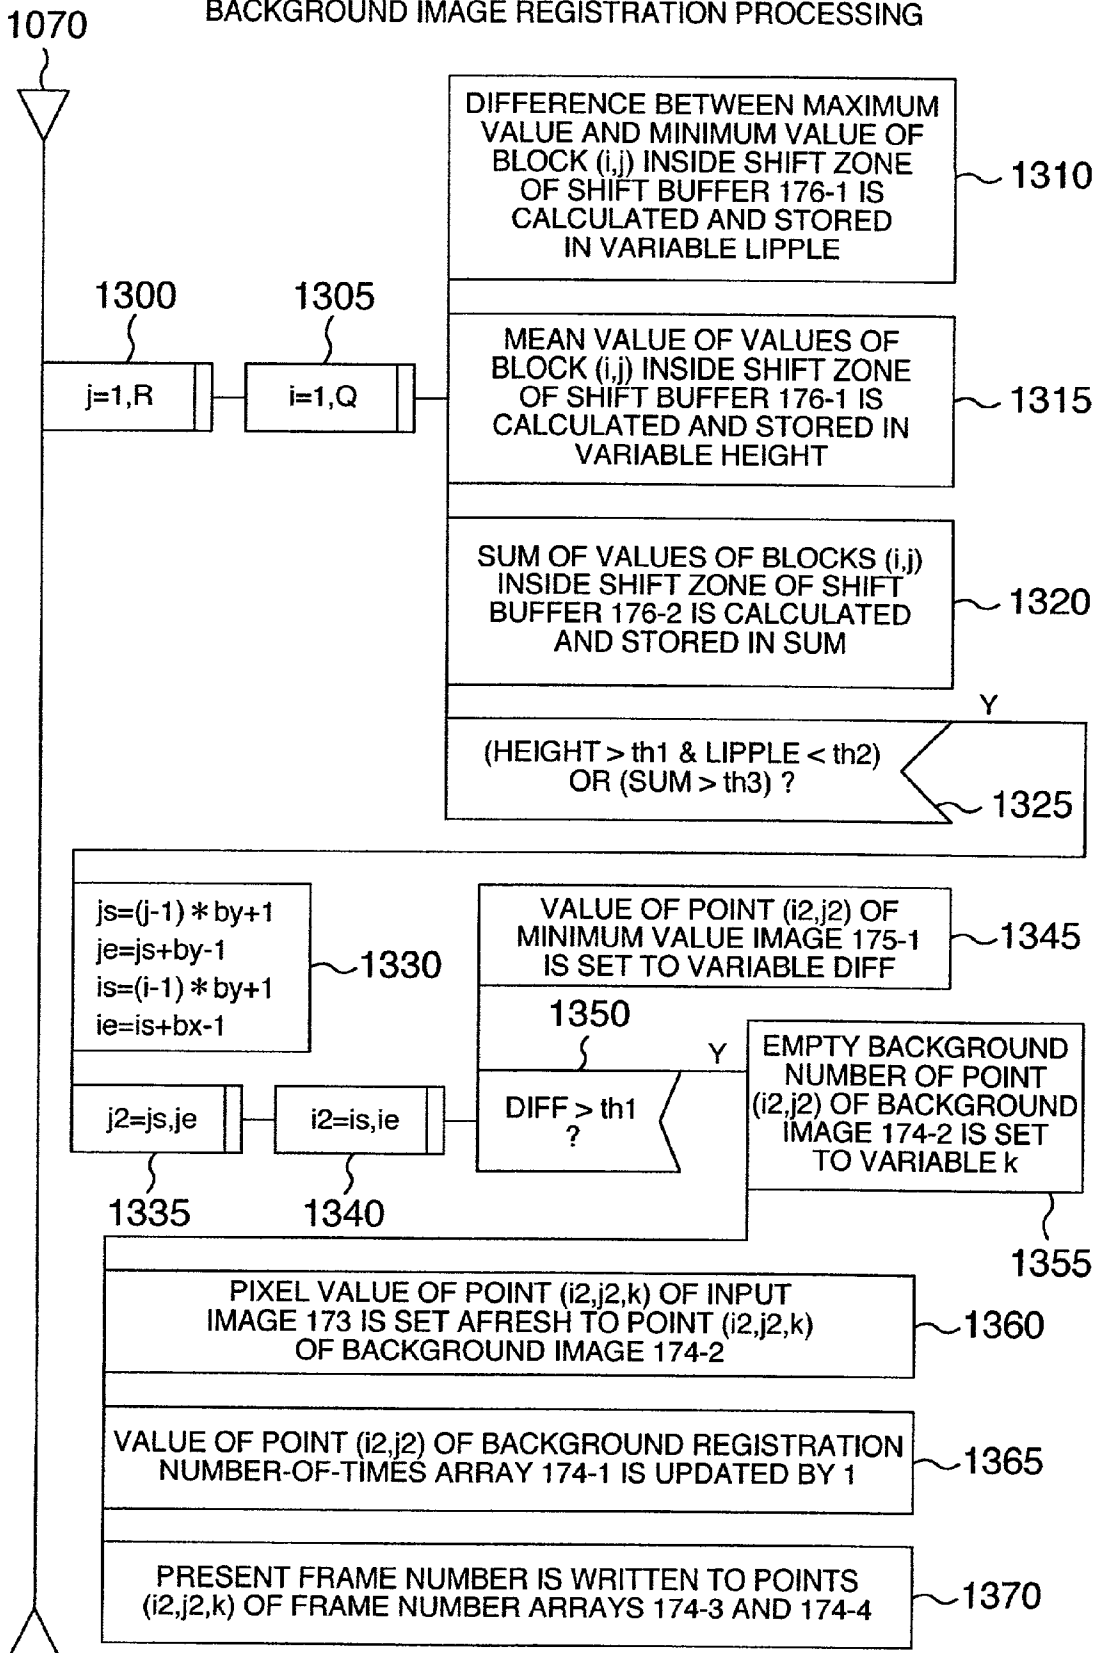 BACKGROUND IMAGE REGISTRATION PROCESSING
1070
DIFFERENCE BETWEEN MAXIMUM
VALUE AND MINIMUM VALUE OF
BLOCK (i,j) INSIDE SHIFT ZONE
OF SHIFT BUFFER 176-1 IS
CALCULATED AND STORED
IN VARIABLE LIPPLE
1310
1300
1305
j=1,R
i=1,Q
MEAN VALUE OF VALUES OF
BLOCK (i,j) INSIDE SHIFT ZONE
OF SHIFT BUFFER 176-1 IS
CALCULATED AND STORED IN
VARIABLE HEIGHT
1315
SUM OF VALUES OF BLOCKS (i,j)
INSIDE SHIFT ZONE OF SHIFT
BUFFER 176-2 IS CALCULATED
AND STORED IN SUM
1320
Y
(HEIGHT > th1 & LIPPLE < th2)
OR (SUM > th3) ?
1325
js=(j-1)*by+1
je=js+by-1
is=(i-1)*by+1
ie=is+bx-1
1330
VALUE OF POINT (i2,j2) OF
MINIMUM VALUE IMAGE 175-1
IS SET TO VARIABLE DIFF
1345
1350
Y
j2=js,je
i2=is,ie
DIFF > th1
?
EMPTY BACKGROUND
NUMBER OF POINT
(i2,j2) OF BACKGROUND
IMAGE 174-2 IS SET
TO VARIABLE k
1335
1340
1355
PIXEL VALUE OF POINT (i2,j2,k) OF INPUT
IMAGE 173 IS SET AFRESH TO POINT (i2,j2,k)
OF BACKGROUND IMAGE 174-2
1360
VALUE OF POINT (i2,j2) OF BACKGROUND REGISTRATION
NUMBER-OF-TIMES ARRAY 174-1 IS UPDATED BY 1
1365
PRESENT FRAME NUMBER IS WRITTEN TO POINTS
(i2,j2,k) OF FRAME NUMBER ARRAYS 174-3 AND 174-4
1370